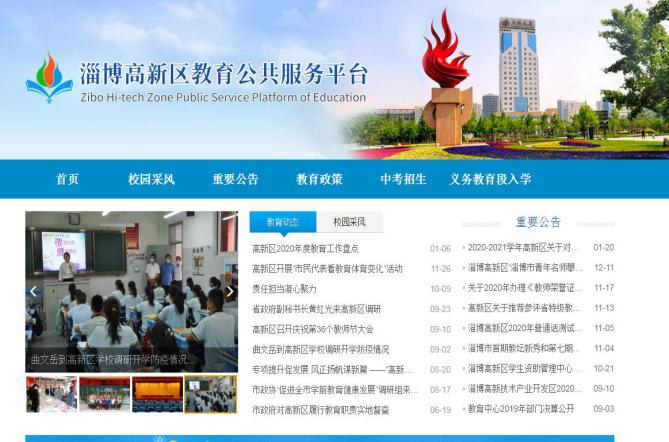 淄博高新区教育公共服务平台
Zibo Hi-tech Zone Public Service Platform of Education
首页 校园采风 重要公告 教育政策 中考招生 义务教育段入学
曲文岳到高新区学校调研开学防疫情况...
教育动态 校园采风
高新区2020年度教育工作盘点 01-06
高新区开展“市民代表看教育体育变化”活动 11-26
责任担当凝心聚力 10-09
省政府副秘书长黄红光来高新区调研 09-23
高新区召开庆祝第36个教师节大会 09-10
曲文岳到高新区学校调研开学防疫情况 09-02
专项提升促发展 风正扬帆谋新篇 ——“高新... 08-20
市政协“促进全市学前教育健康发展”调研组来... 08-17
市政府对高新区履行教育职责实地督查 06-19
重要公告
2020-2021学年高新区关于对... 01-20
淄博高新区“淄博市青年名师攀... 12-11
关于2020年办理《教师荣誉证... 11-17
高新区关于推荐参评省特级教... 11-13
淄博高新区2020年普通话测试... 11-05
淄博市首期教坛新秀和第七期... 11-04
淄博高新区学生资助管理中心 ... 10-21
淄博高新技术产业开发区2020... 09-10
教育中心2019年部门决算公开 09-03